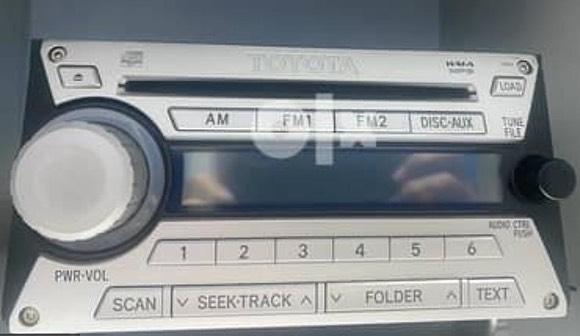 TOYOTA
WMA
LOAD
AM FM1 FM2 DISC·AUX
TUNE
FILE
olx
AUDIO CTRL
PUSH
1 2 3 4 5 6
PWR·VOL
SCAN ∨ SEEK·TRACK ∧ ∨ FOLDER ∧ TEXT